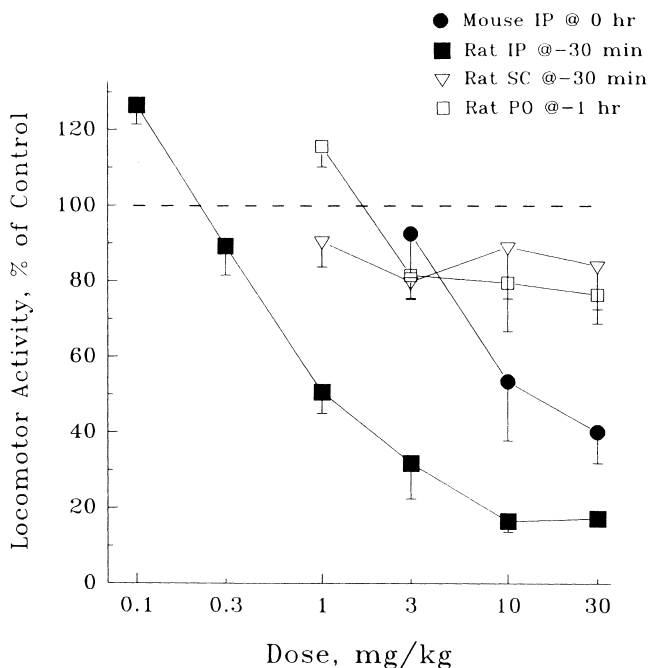 Mouse IP @ 0 hr
Rat IP @-30 min
Rat SC @-30 min
Rat PO @-1 hr
Locomotor Activity, % of Control
120
100
80
60
40
20
0
0.1 0.3 1 3 10 30
Dose, mg/kg